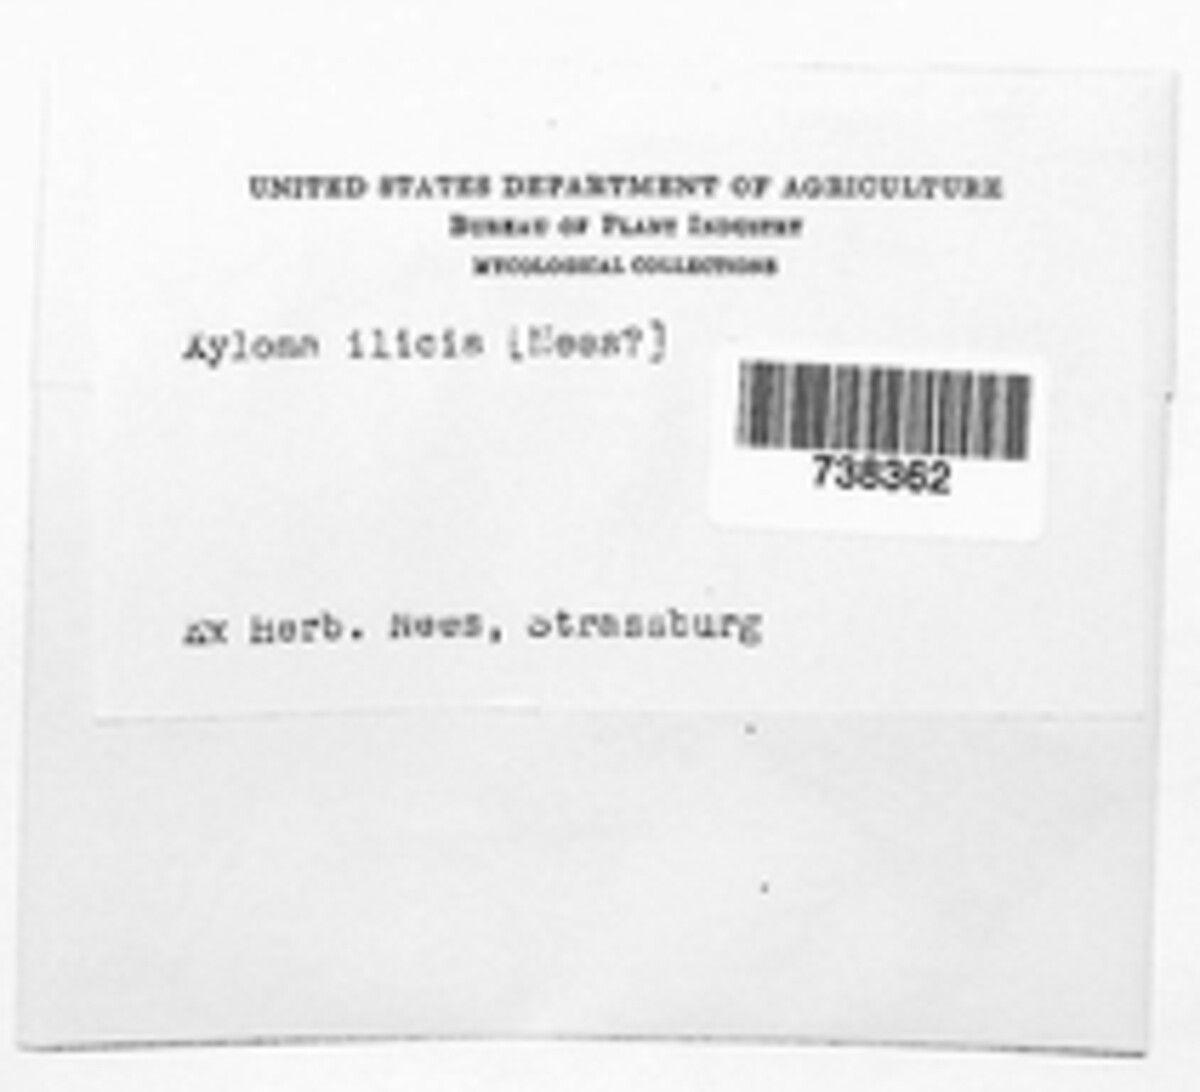 UNITED STATES DEPARTMENT OF AGRICULTURE
BUREAU OF PLANT INDUSTRY
MYCOLOGICAL COLLECTIONS
Xyloma ilicis [Nees?]
738362
Ex Herb. Nees, Strassburg